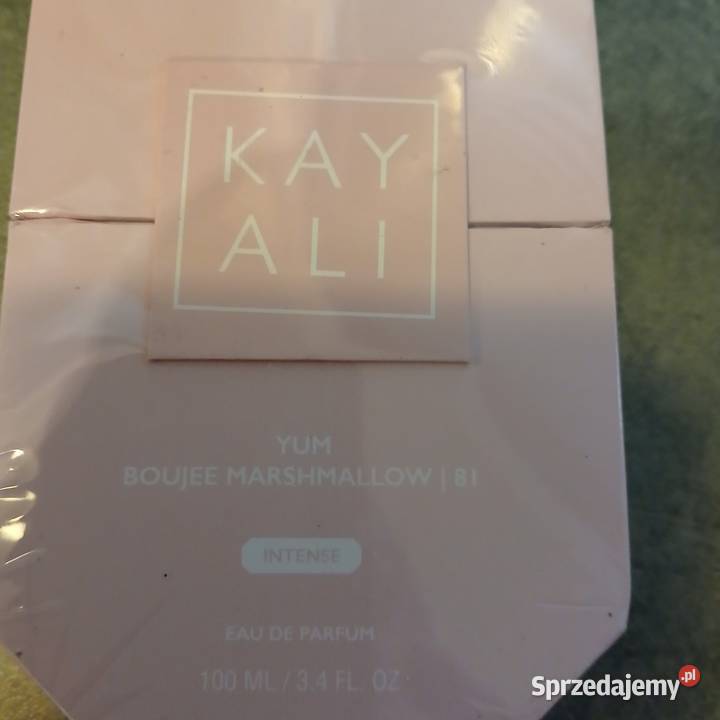 KAY
ALI
YUM
BOUJEE MARSHMALLOW | 81
INTENSE
EAU DE PARFUM
100 ML / 3.4 FL. OZ
Sprzedajemy.pl